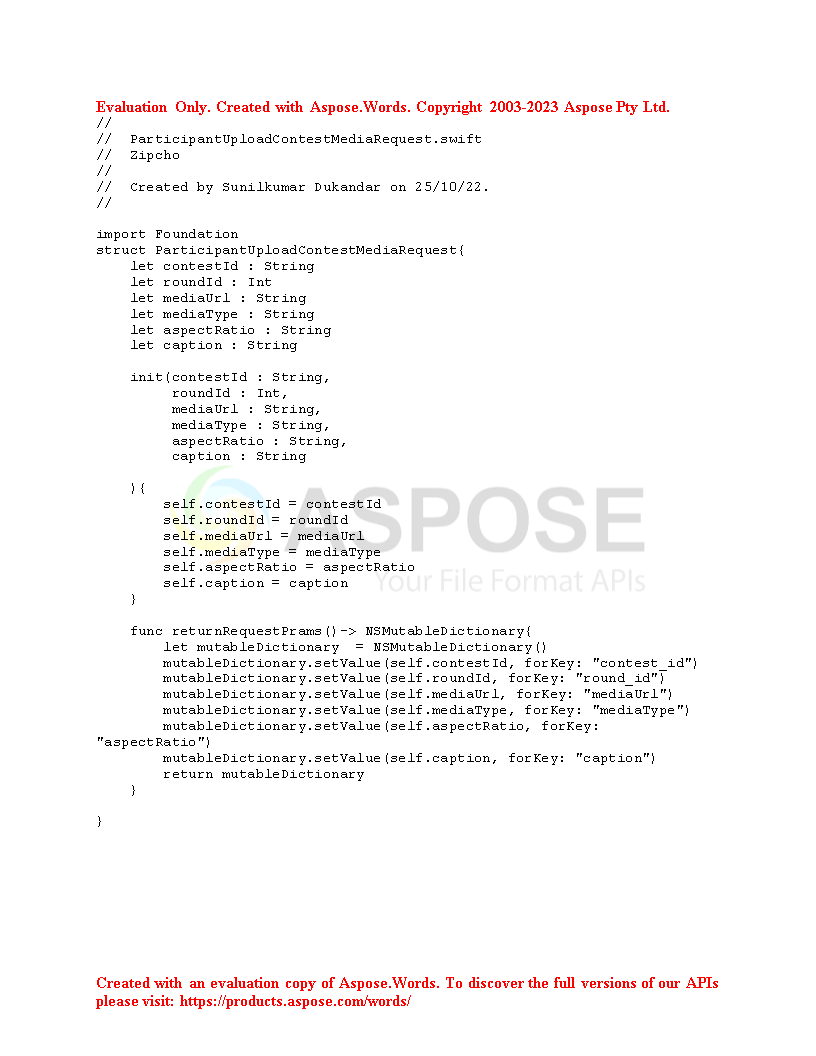 Evaluation Only. Created with Aspose.Words. Copyright 2003-2023 Aspose Pty Ltd.
//
//  ParticipantUploadContestMediaRequest.swift
//  Zipcho
//
//  Created by Sunilkumar Dukandar on 25/10/22.
//

import Foundation
struct ParticipantUploadContestMediaRequest{
    let contestId : String
    let roundId : Int
    let mediaUrl : String
    let mediaType : String
    let aspectRatio : String
    let caption : String

    init(contestId : String,
         roundId : Int,
         mediaUrl : String,
         mediaType : String,
         aspectRatio : String,
         caption : String

    ){
        self.contestId = contestId
        self.roundId = roundId
        self.mediaUrl = mediaUrl
        self.mediaType = mediaType
        self.aspectRatio = aspectRatio
        self.caption = caption
    }
ASPOSE
Your File Format APIs

    func returnRequestPrams()-> NSMutableDictionary{
        let mutableDictionary  = NSMutableDictionary()
        mutableDictionary.setValue(self.contestId, forKey: "contest_id")
        mutableDictionary.setValue(self.roundId, forKey: "round_id")
        mutableDictionary.setValue(self.mediaUrl, forKey: "mediaUrl")
        mutableDictionary.setValue(self.mediaType, forKey: "mediaType")
        mutableDictionary.setValue(self.aspectRatio, forKey:
"aspectRatio")
        mutableDictionary.setValue(self.caption, forKey: "caption")
        return mutableDictionary
    }

}
Created with an evaluation copy of Aspose.Words. To discover the full versions of our APIs
please visit: https://products.aspose.com/words/